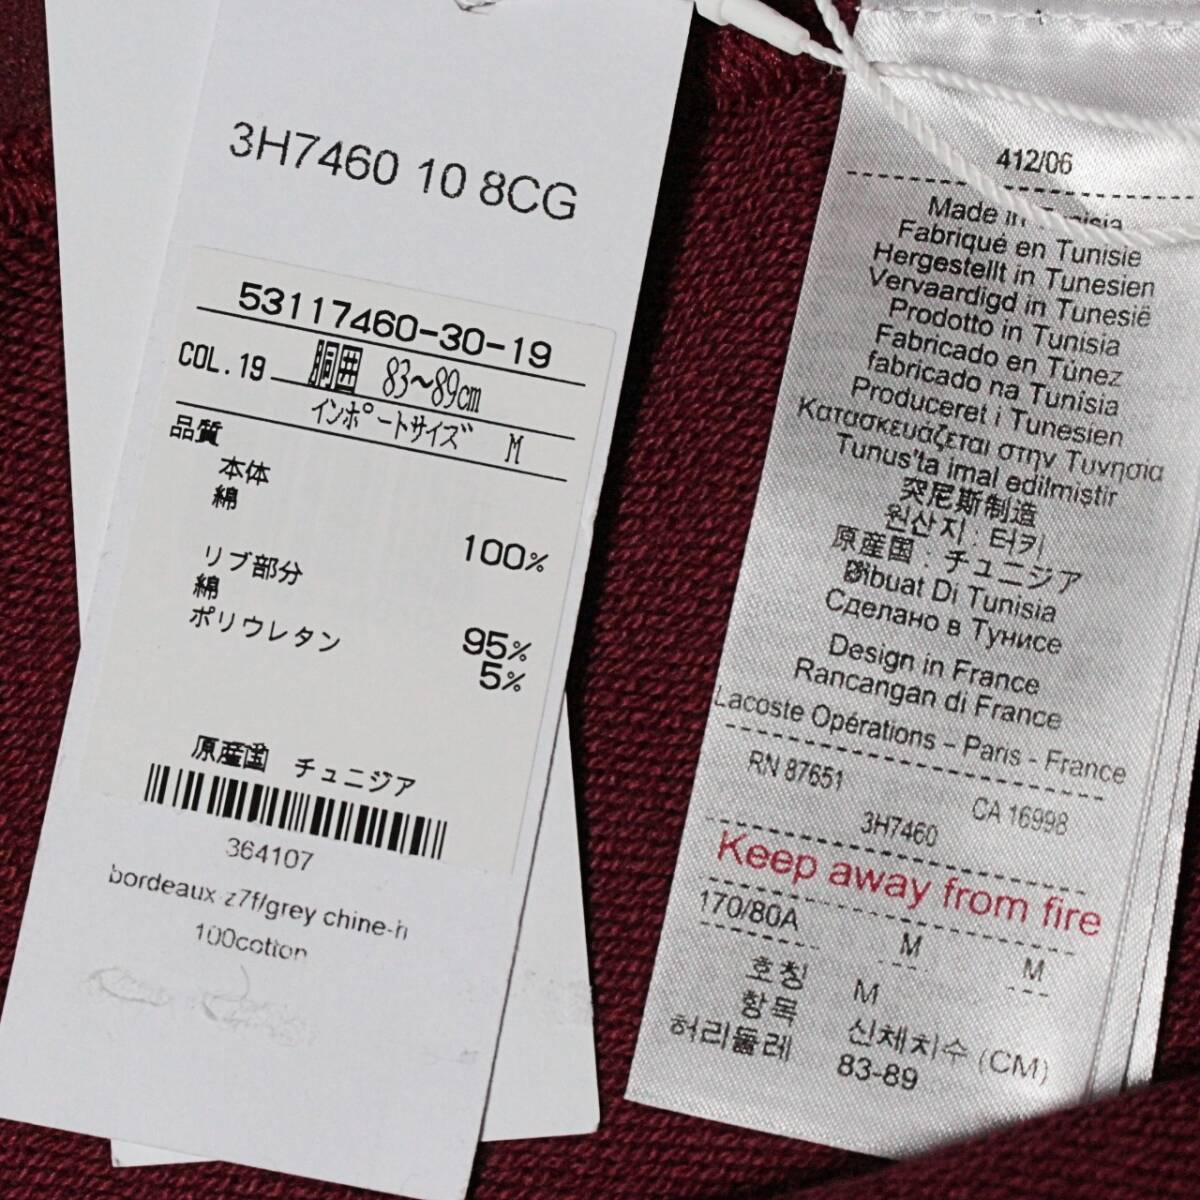 3H7460 10 8CG
53117460-30-19
COL.19 胴囲 83~89cm
インポートサイズ M
品質
本体
綿 100%
リブ部分
綿 95%
ポリウレタン 5%
原産国 チュニジア
364107
bordeaux z7f/grey chine-h
100cotton
412/06
Made in Tunisia
Fabriqué en Tunisie
Hergestellt in Tunesien
Vervaardigd in Tunesië
Prodotto in Tunisia
Fabricado en Túnez
fabricado na Tunísia
Produceret i Tunesien
Κατασκευάζεται στην Τυνησία
Tunus'ta imal edilmiştir
突尼斯制造
원산지 : 터키
原産国 : チュニジア
Dibuat Di Tunisia
Сделано в Тунисе
Design in France
Rancangan di France
Lacoste Opérations - Paris - France
RN 87651 CA 16998
3H7460
Keep away from fire
170/80A M M
호칭 M
항목 신체치수 (CM)
허리둘레 83-89